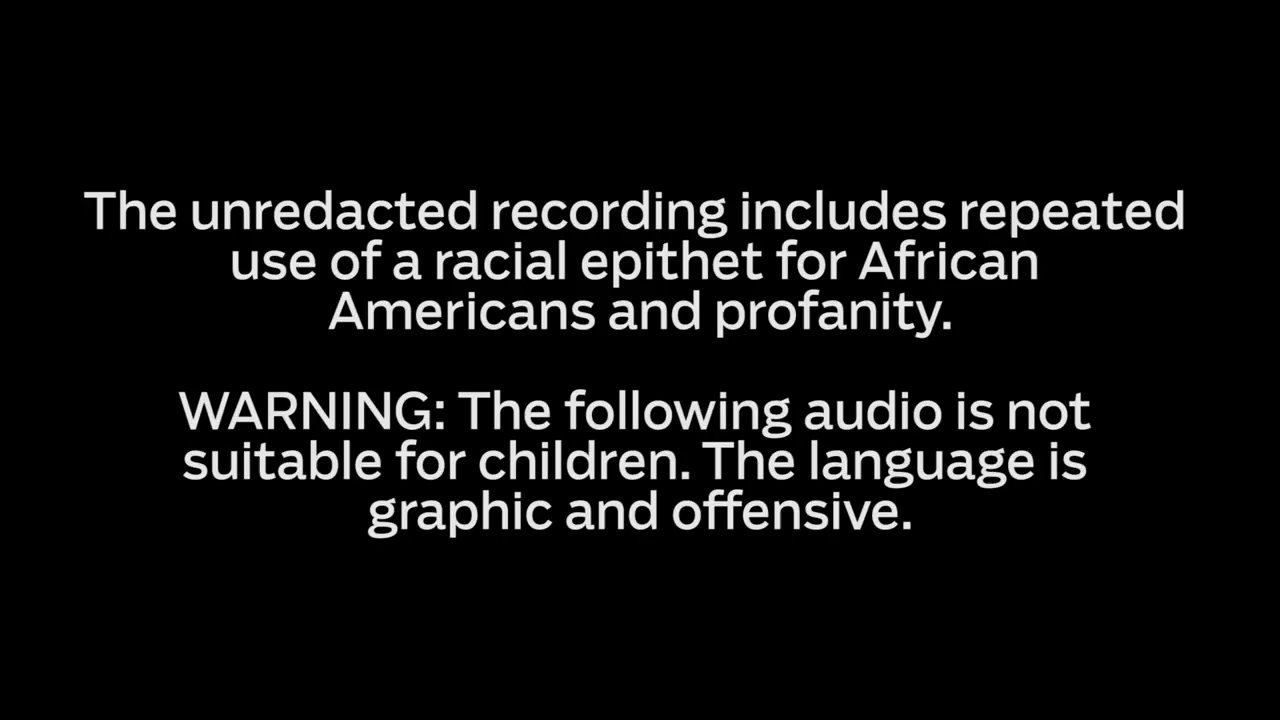 The unredacted recording includes repeated
use of a racial epithet for African
Americans and profanity.
WARNING: The following audio is not
suitable for children. The language is
graphic and offensive.